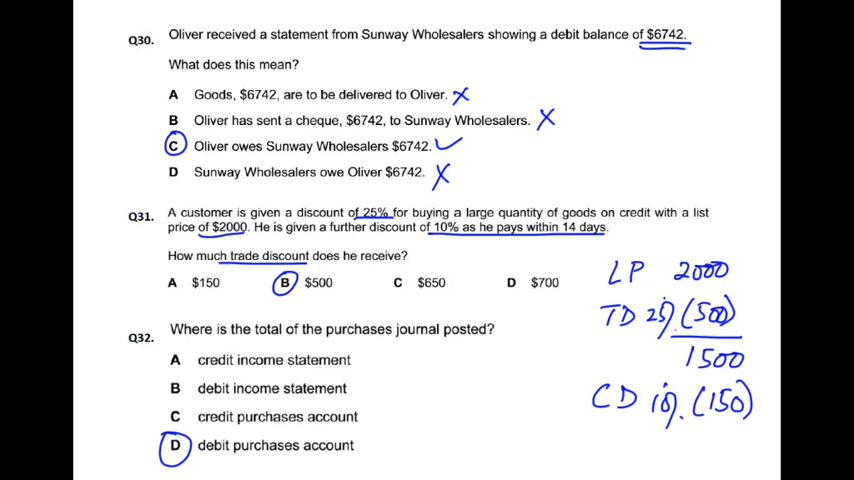 Q30. Oliver received a statement from Sunway Wholesalers showing a debit balance of $6742.
What does this mean?
A Goods, $6742, are to be delivered to Oliver. X
B Oliver has sent a cheque, $6742, to Sunway Wholesalers. X
C Oliver owes Sunway Wholesalers $6742. ✓
D Sunway Wholesalers owe Oliver $6742. X
Q31. A customer is given a discount of 25% for buying a large quantity of goods on credit with a list
price of $2000. He is given a further discount of 10% as he pays within 14 days.
How much trade discount does he receive?
A $150 B $500 C $650 D $700
LP 2000
TD 25% (500)
1500
CD 10% (150)
Q32. Where is the total of the purchases journal posted?
A credit income statement
B debit income statement
C credit purchases account
D debit purchases account